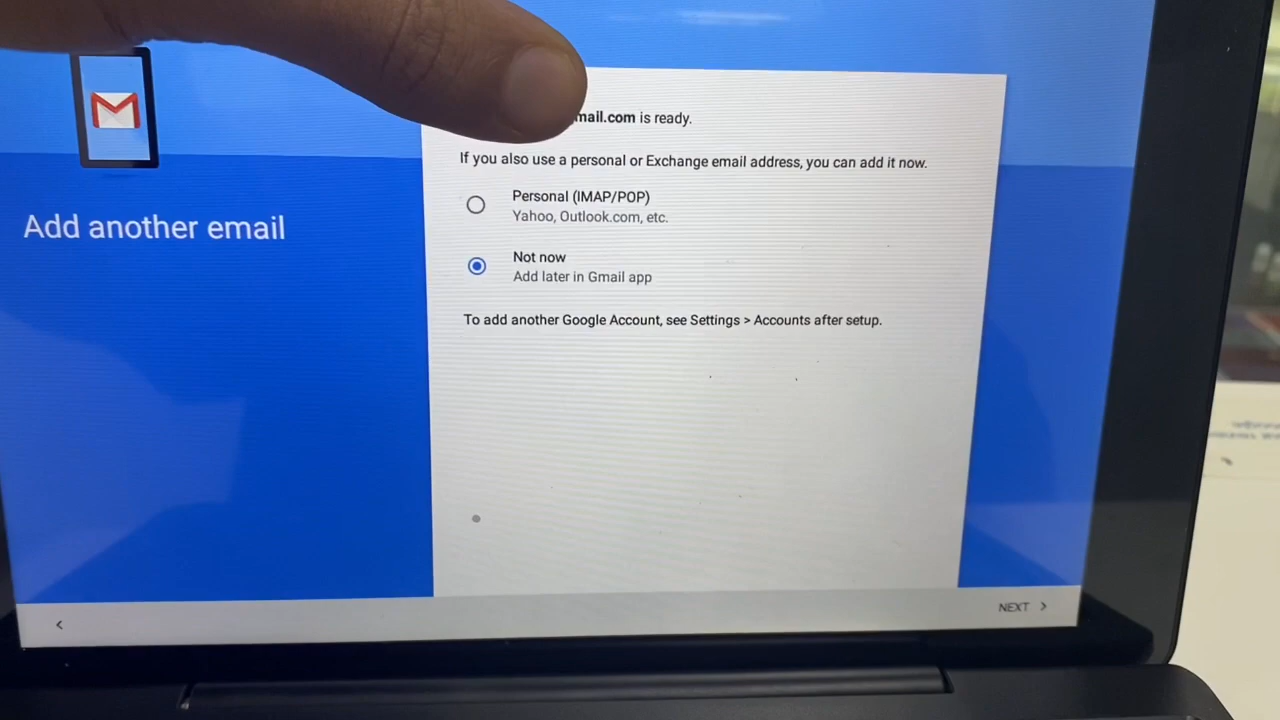 Add another email
mail.com is ready.
If you also use a personal or Exchange email address, you can add it now.
Personal (IMAP/POP)
Yahoo, Outlook.com, etc.
Not now
Add later in Gmail app
To add another Google Account, see Settings > Accounts after setup.
<
NEXT >